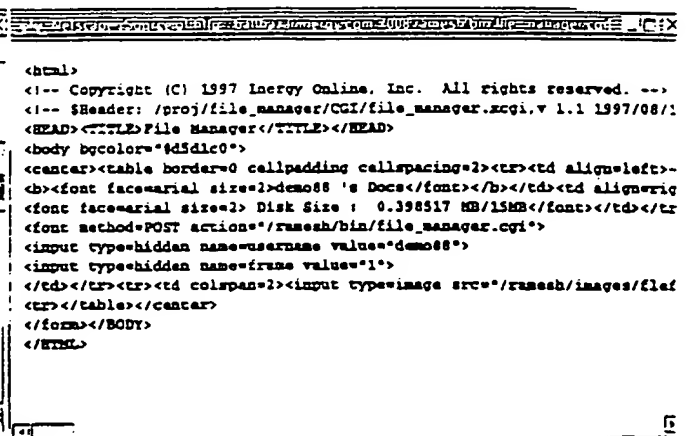 <html>
<!-- Copyright (C) 1997 Inergy Online, Inc. All rights reserved. -->
<!-- $Header: /proj/file_manager/CGI/file_manager.xcgi,v 1.1 1997/08/1
<HEAD><TITLE>File Manager</TITLE></HEAD>
<body bgcolor="#d5d1c0">
<center><table border=0 cellpadding cellspacing=2><tr><td align=left>-
<b><font face=arial size=2>demo88 's Docs</font></b></td><td align=rig
<font face=arial size=2> Disk Size : 0.398517 MB/15MB</font></td></tr
<font method=POST action="/ramesh/bin/file_manager.cgi">
<input type=hidden name=username value="demo88">
<input type=hidden name=frame value="1">
</td></tr><tr><td colspan=2><input type=image src="/ramesh/images/flef
<tr></table></center>
</form></BODY>
</HTML>